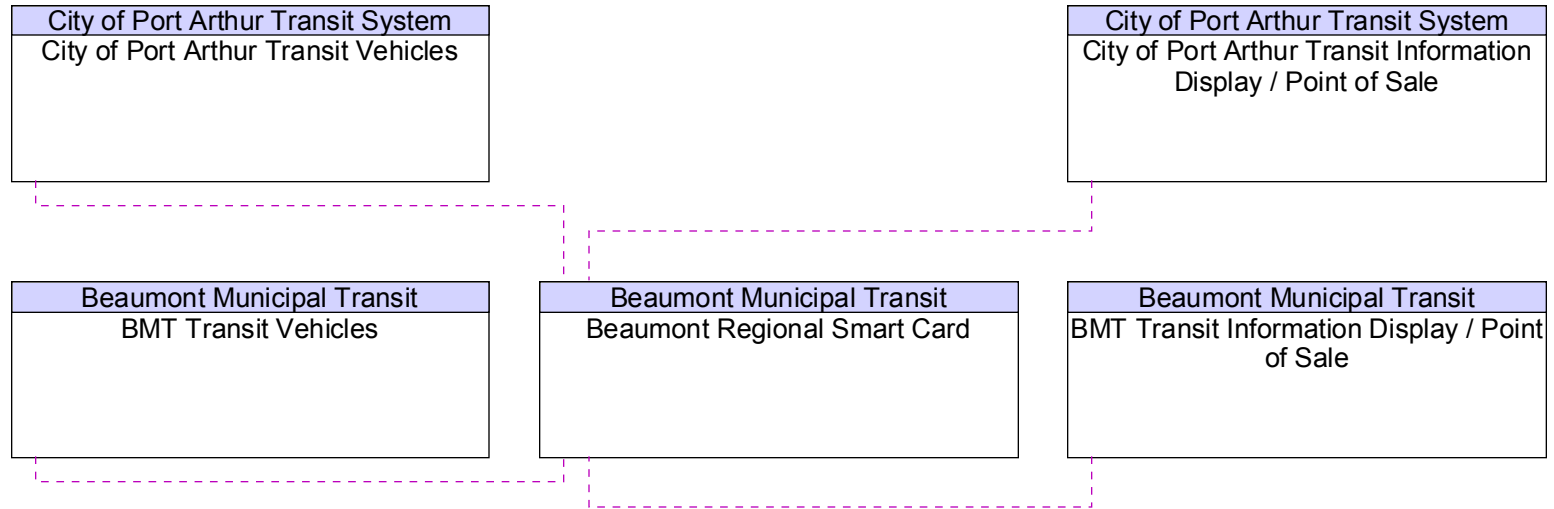 City of Port Arthur Transit System
City of Port Arthur Transit Vehicles
City of Port Arthur Transit System
City of Port Arthur Transit Information
Display / Point of Sale
Beaumont Municipal Transit
BMT Transit Vehicles
Beaumont Municipal Transit
Beaumont Regional Smart Card
Beaumont Municipal Transit
BMT Transit Information Display / Point
of Sale